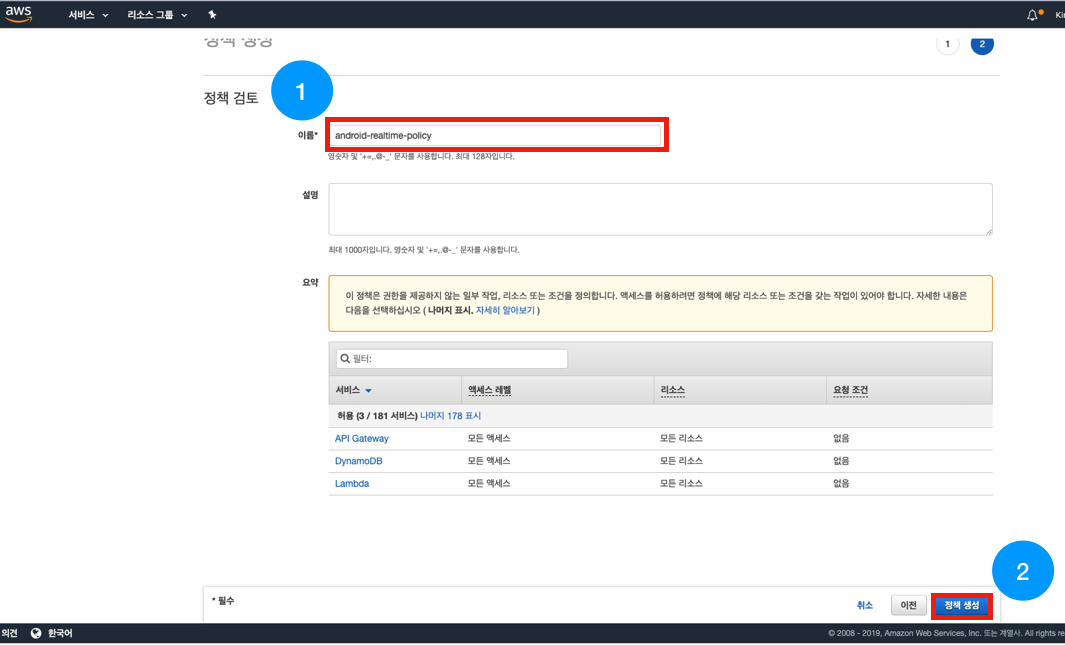 aws 서비스 리소스 그룹
정책 생성 1 2
정책 검토 1
이름* android-realtime-policy
영숫자 및 '+=,.@-_' 문자를 사용합니다. 최대 128자입니다.
설명
최대 1000자입니다. 영숫자 및 '+=,.@-_' 문자를 사용합니다.
요약
이 정책은 권한을 제공하지 않는 일부 작업, 리소스 또는 조건을 정의합니다. 액세스를 허용하려면 정책에 해당 리소스 또는 조건을 갖는 작업이 있어야 합니다. 자세한 내용은
다음을 선택하십시오 ( 나머지 표시. 자세히 알아보기 )
필터:
서비스 액세스 레벨 리소스 요청 조건
허용 (3 / 181 서비스) 나머지 178 표시
API Gateway 모든 액세스 모든 리소스 없음
DynamoDB 모든 액세스 모든 리소스 없음
Lambda 모든 액세스 모든 리소스 없음
2
* 필수 취소 이전 정책 생성
의견 한국어 © 2008 - 2019, Amazon Web Services, Inc. 또는 계열사. All rights re